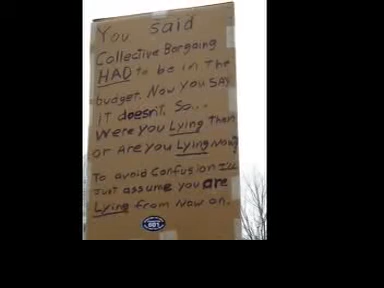 You said
Collective Bargaing
HAD to be in the
budget. Now you SAy
IT doesn't. So...
Were you Lying Then
or Are you Lying Now?
To avoid Confusion I'll
Just assume you are
Lying from Now on.